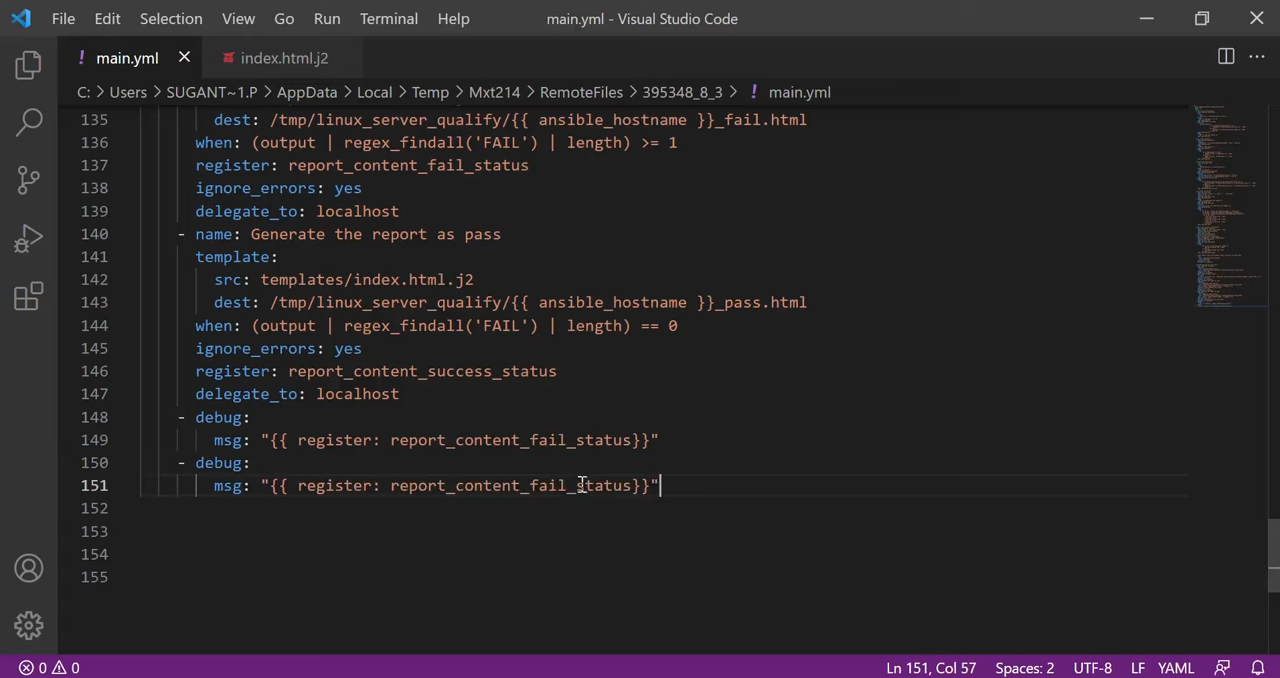 File Edit Selection View Go Run Terminal Help main.yml - Visual Studio Code
! main.yml index.html.j2
C: > Users > SUGANT~1.P > AppData > Local > Temp > Mxt214 > RemoteFiles > 395348_8_3 > ! main.yml
135 dest: /tmp/linux_server_qualify/{{ ansible_hostname }}_fail.html
136 when: (output | regex_findall('FAIL') | length) >= 1
137 register: report_content_fail_status
138 ignore_errors: yes
139 delegate_to: localhost
140 - name: Generate the report as pass
141 template:
142 src: templates/index.html.j2
143 dest: /tmp/linux_server_qualify/{{ ansible_hostname }}_pass.html
144 when: (output | regex_findall('FAIL') | length) == 0
145 ignore_errors: yes
146 register: report_content_success_status
147 delegate_to: localhost
148 - debug:
149 msg: "{{ register: report_content_fail_status}}"
150 - debug:
151 msg: "{{ register: report_content_fail_status}}"
152
153
154
155
0 0 Ln 151, Col 57 Spaces: 2 UTF-8 LF YAML